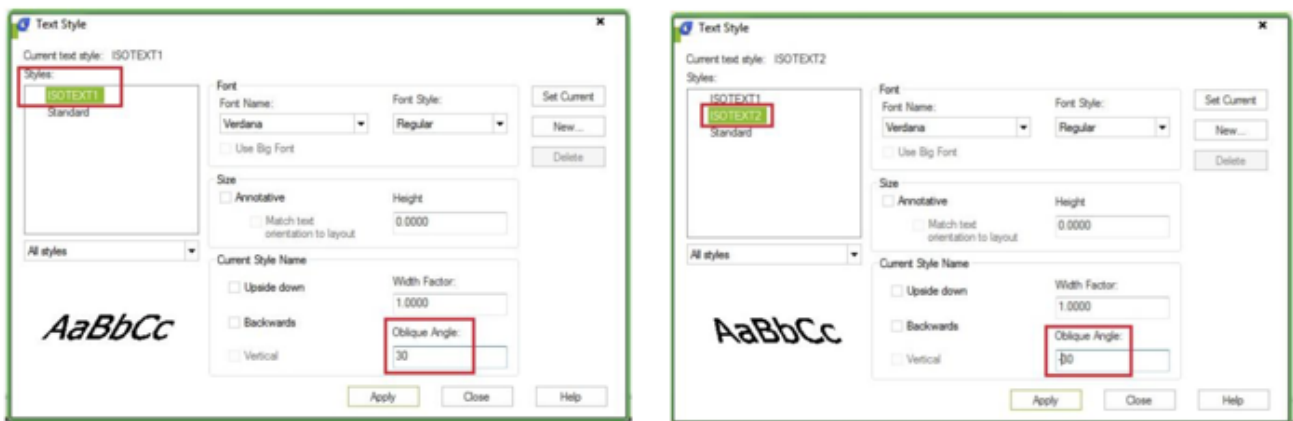 Text Style
Current text style: ISOTEXT1
Styles:
ISOTEXT1
Standard
All styles
AaBbCc
Font
Font Name:
Font Style:
Verdana
Regular
Use Big Font
Size
Annotative
Height
Match text
orientation to layout
0.0000
Current Style Name
Upside down
Width Factor:
1.0000
Backwards
Oblique Angle:
Vertical
30
Set Current
New...
Delete
Apply
Close
Help
Text Style
Current text style: ISOTEXT2
Styles:
ISOTEXT1
ISOTEXT2
Standard
All styles
AaBbCc
Font
Font Name:
Font Style:
Verdana
Regular
Use Big Font
Size
Annotative
Height
Match text
orientation to layout
0.0000
Current Style Name
Upside down
Width Factor:
1.0000
Backwards
Oblique Angle:
Vertical
-30
Set Current
New...
Delete
Apply
Close
Help